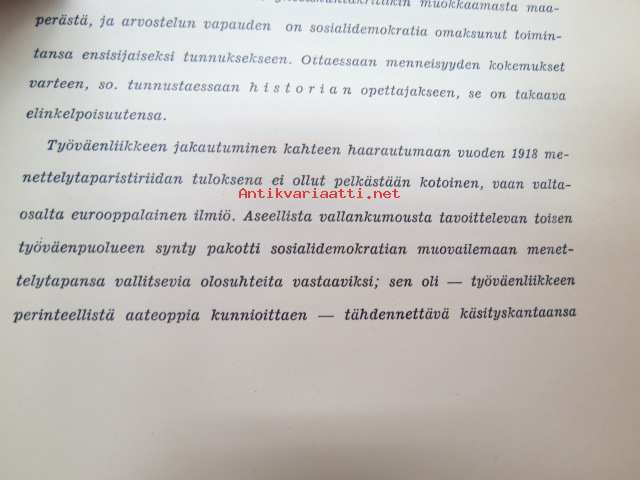 muokkaamasta maa-
perästä, ja arvostelun vapauden on sosialidemokratia omaksunut toimin-
tansa ensisijaiseksi tunnuksekseen. Ottaessaan menneisyyden kokemukset
varteen, so. tunnustaessaan h i s t o r i a n opettajakseen, se on takaava
elinkelpoisuutensa.
Työväenliikkeen jakautuminen kahteen haarautumaan vuoden 1918 me-
nettelytaparistiriidan tuloksena ei ollut pelkästään kotoinen, vaan valta-
Antikvariaatti.net
osalta eurooppalainen ilmiö. Aseellista vallankumousta tavoittelevan toisen
työväenpuolueen synty pakotti sosialidemokratian muovailemaan menet-
telytapansa vallitsevia olosuhteita vastaaviksi; sen oli — työväenliikkeen
perinteellistä aateoppia kunnioittaen — tähdennettävä käsityskantaansa